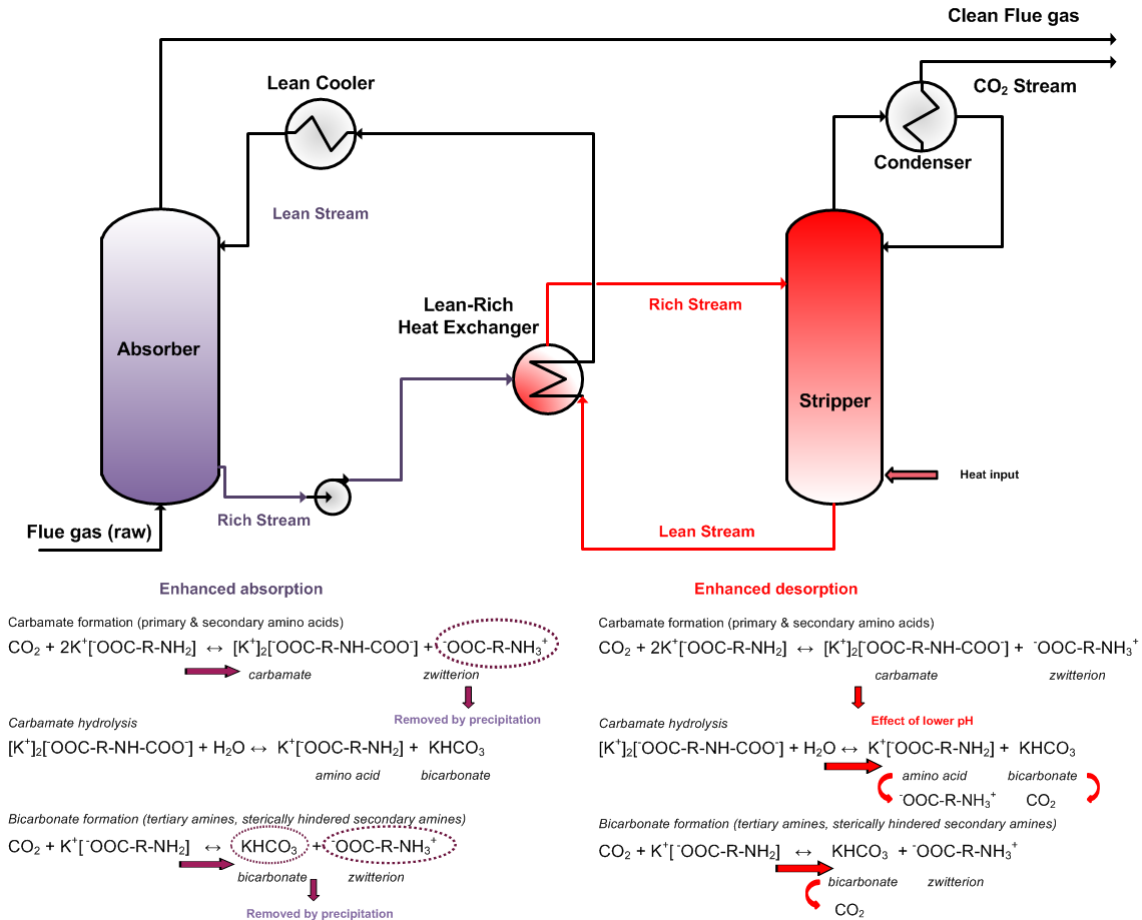 Clean Flue gas
CO₂ Stream
Lean Cooler
Condenser
Lean Stream
Lean-Rich
Heat Exchanger
Rich Stream
Absorber
Stripper
Heat input
Rich Stream
Flue gas (raw)
Lean Stream
Enhanced absorption
Carbamate formation (primary & secondary amino acids)
CO₂ + 2K⁺[⁻OOC-R-NH₂] ↔ [K⁺]₂[⁻OOC-R-NH-COO⁻] + ⁻OOC-R-NH₃⁺
carbamate zwitterion
Removed by precipitation
Carbamate hydrolysis
[K⁺]₂[⁻OOC-R-NH-COO⁻] + H₂O ↔ K⁺[⁻OOC-R-NH₂] + KHCO₃
amino acid bicarbonate
Bicarbonate formation (tertiary amines, sterically hindered secondary amines)
CO₂ + K⁺[⁻OOC-R-NH₂] ↔ KHCO₃ + ⁻OOC-R-NH₃⁺
bicarbonate zwitterion
Removed by precipitation
Enhanced desorption
Carbamate formation (primary & secondary amino acids)
CO₂ + 2K⁺[⁻OOC-R-NH₂] ↔ [K⁺]₂[⁻OOC-R-NH-COO⁻] + ⁻OOC-R-NH₃⁺
carbamate zwitterion
Effect of lower pH
Carbamate hydrolysis
[K⁺]₂[⁻OOC-R-NH-COO⁻] + H₂O ↔ K⁺[⁻OOC-R-NH₂] + KHCO₃
amino acid bicarbonate
⁻OOC-R-NH₃⁺ CO₂
Bicarbonate formation (tertiary amines, sterically hindered secondary amines)
CO₂ + K⁺[⁻OOC-R-NH₂] ↔ KHCO₃ + ⁻OOC-R-NH₃⁺
bicarbonate zwitterion
CO₂